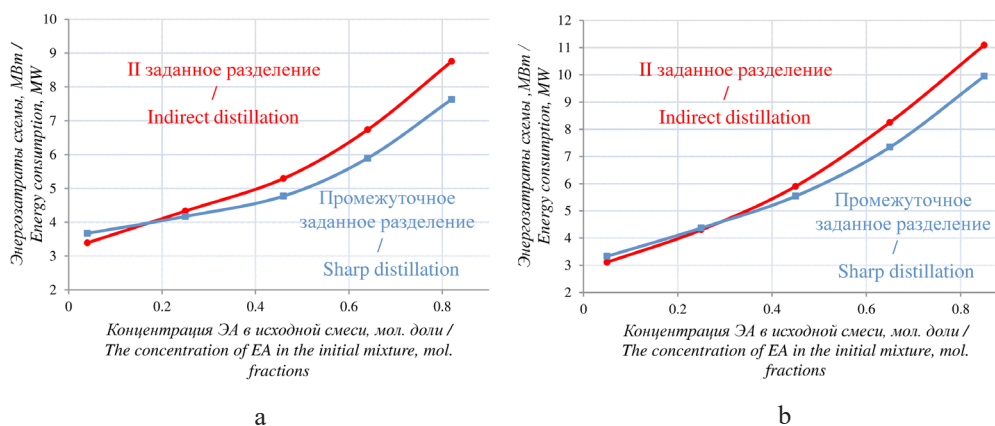 а
10
9
8
7
6
5
4
3
2
0
0.2
0.4
0.6
0.8
Энергозатраты схемы, МВт /
Energy consumption, MW
II заданное разделение
/
Indirect distillation
Промежуточное
заданное разделение
/
Sharp distillation
Концентрация ЭА в исходной смеси, мол. доли /
The concentration of EA in the initial mixture, mol.
fractions
а
b
12
11
10
9
8
7
6
5
4
3
2
0
0.2
0.4
0.6
0.8
Энергозатраты схемы ,МВт /
Energy consumption, MW
II заданное разделение
/
Indirect distillation
Промежуточное
заданное разделение
/
Sharp distillation
Концентрация ЭА в исходной смеси, мол. доли /
The concentration of EA in the initial mixture, mol.
fractions
b